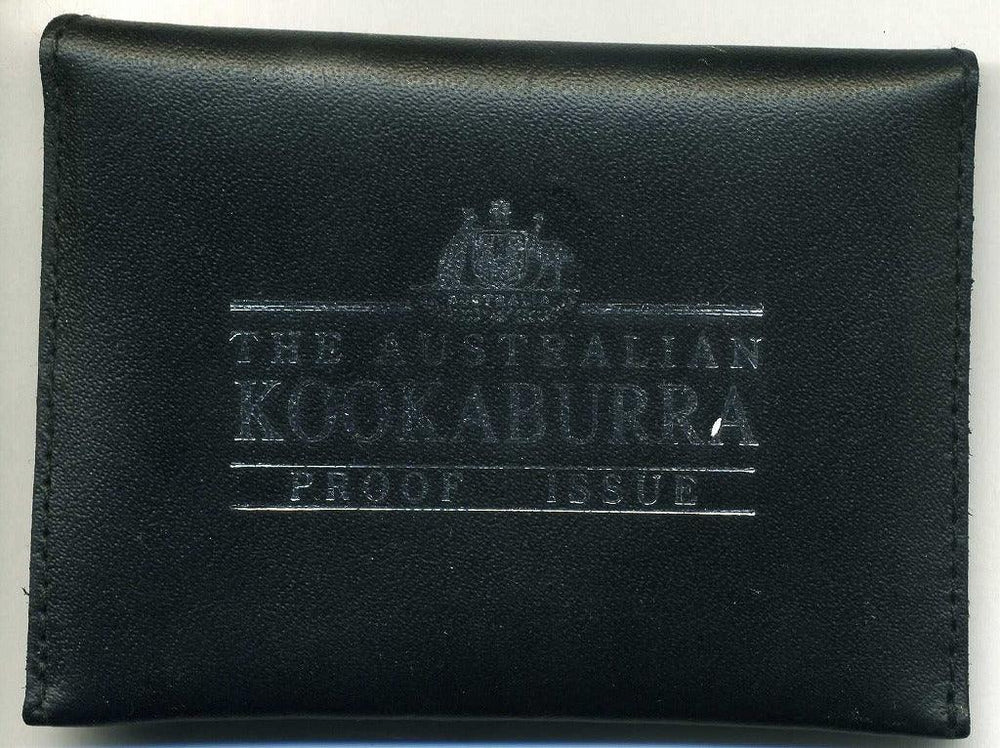 AUSTRALIA
THE AUSTRALIAN
KOOKABURRA
PROOF ISSUE